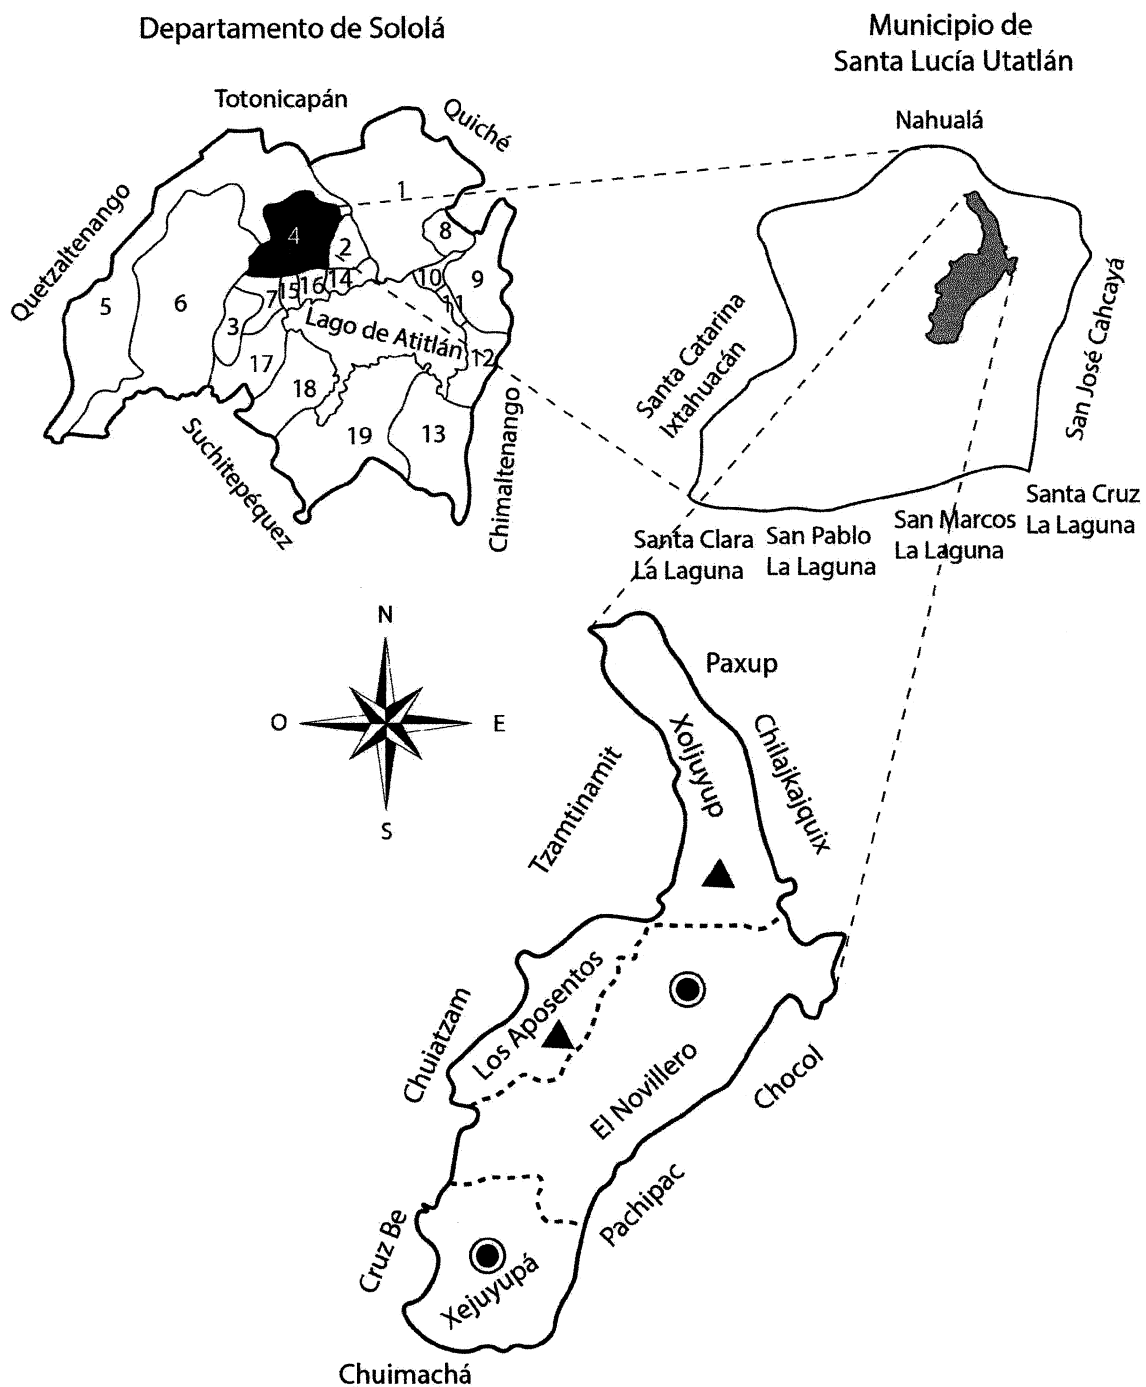 Departamento de Sololá
Totonicapán
Quiché
Quetzaltenango
1
4
2
8
9
5
6
7
15
16
14
10
11
3
Lago de Atitlán
12
17
18
19
13
Suchitepéquez
Chimaltenango
Municipio de
Santa Lucía Utatlán
Nahualá
Santa Catarina
Ixtahuacán
San José Cahcayá
Santa Clara
La Laguna
San Pablo
La Laguna
San Marcos
La Laguna
Santa Cruz
La Laguna
N
O
E
S
Paxup
Xoljuyup
Chilajkajquix
Tzamtinamit
Los Aposentos
Chuiatzam
El Novillero
Chocol
Pachipac
Cruz Be
Xejuyupá
Chuimachá